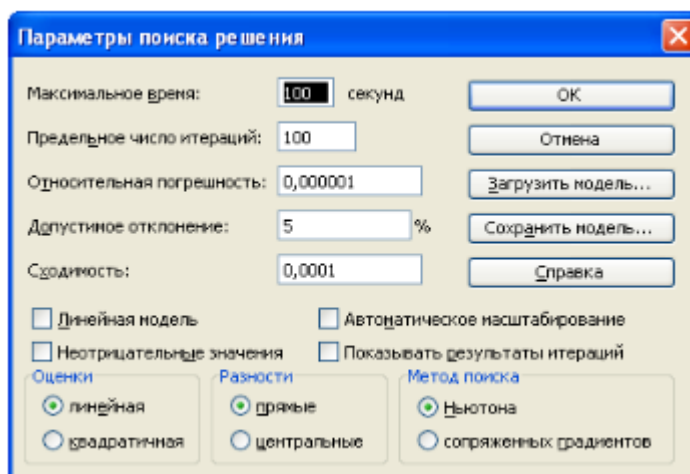 Параметры поиска решения
Максимальное время: 100 секунд OK
Предельное число итераций: 100 Отмена
Относительная погрешность: 0,000001 Загрузить модель...
Допустимое отклонение: 5 % Сохранить модель...
Сходимость: 0,0001 Справка
Линейная модель Автоматическое масштабирование
Неотрицательные значения Показывать результаты итераций
Оценки Разности Метод поиска
линейная прямые Ньютона
квадратичная центральные сопряженных градиентов